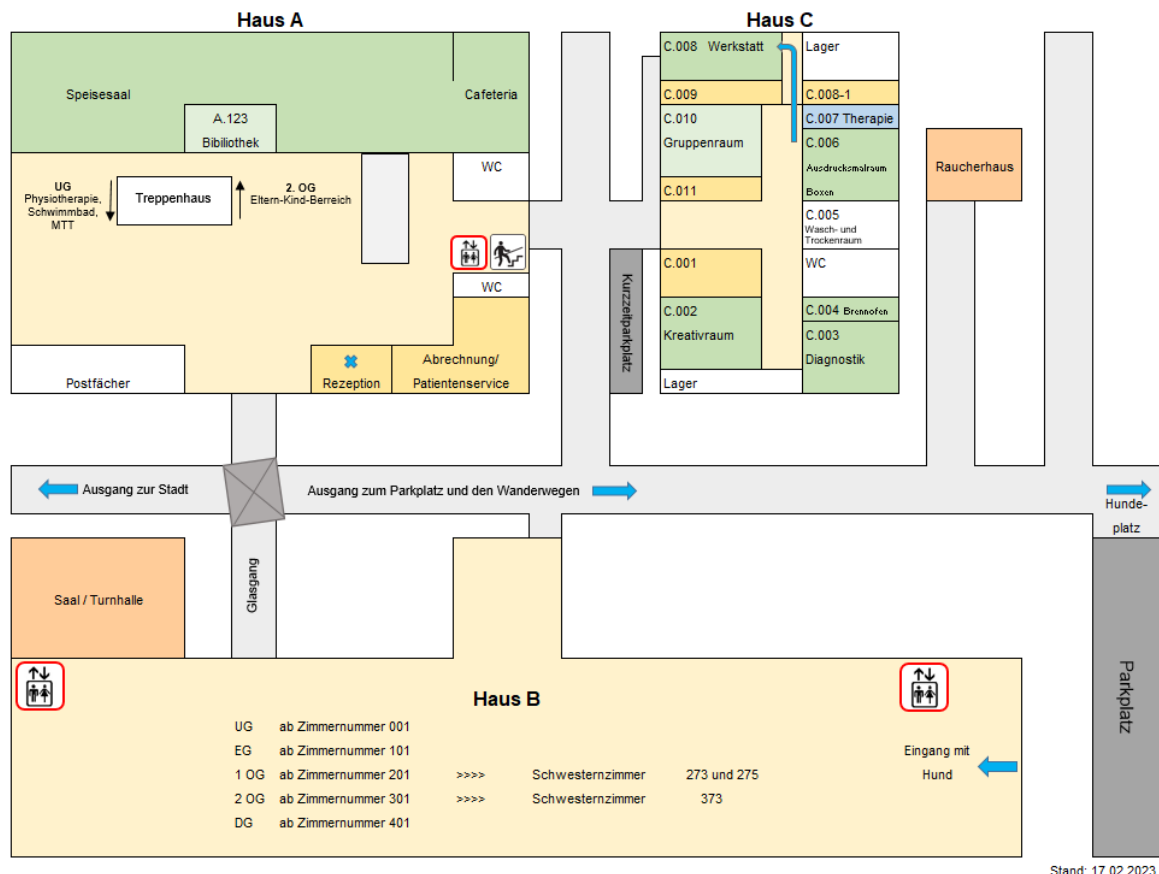 Haus A
Haus C
Speisesaal
Cafeteria
A.123
Bibiliothek
WC
UG
Physiotherapie,
Schwimmbad,
MTT
Treppenhaus
2. OG
Eltern-Kind-Berreich
WC
Postfächer
Rezeption
Abrechnung/
Patientenservice
Kurzzeitparkplatz
C.008 Werkstatt
Lager
C.009
C.008-1
C.010
Gruppenraum
C.007 Therapie
C.006
Ausdrucksmalraum
Boxen
C.011
C.005
Wasch- und
Trockenraum
C.001
WC
C.002
Kreativraum
C.004 Brennofen
C.003
Diagnostik
Lager
Raucherhaus
Ausgang zur Stadt
Ausgang zum Parkplatz und den Wanderwegen
Hunde-
platz
Saal / Turnhalle
Glasgang
Parkplatz
Haus B
UG ab Zimmernummer 001
EG ab Zimmernummer 101
1 OG ab Zimmernummer 201 >>>> Schwesternzimmer 273 und 275
2 OG ab Zimmernummer 301 >>>> Schwesternzimmer 373
DG ab Zimmernummer 401
Eingang mit
Hund
Stand: 17.02.2023